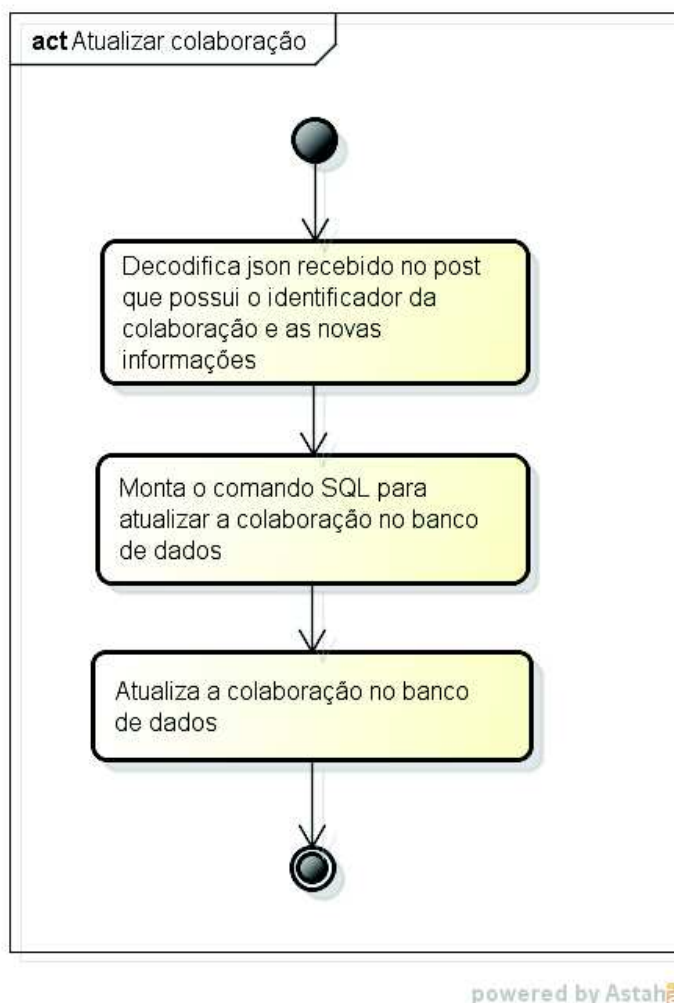 act Atualizar colaboração
Decodifica json recebido no post
que possui o identificador da
colaboração e as novas
informações
Monta o comando SQL para
atualizar a colaboração no banco
de dados
Atualiza a colaboração no banco
de dados
powered by Astah